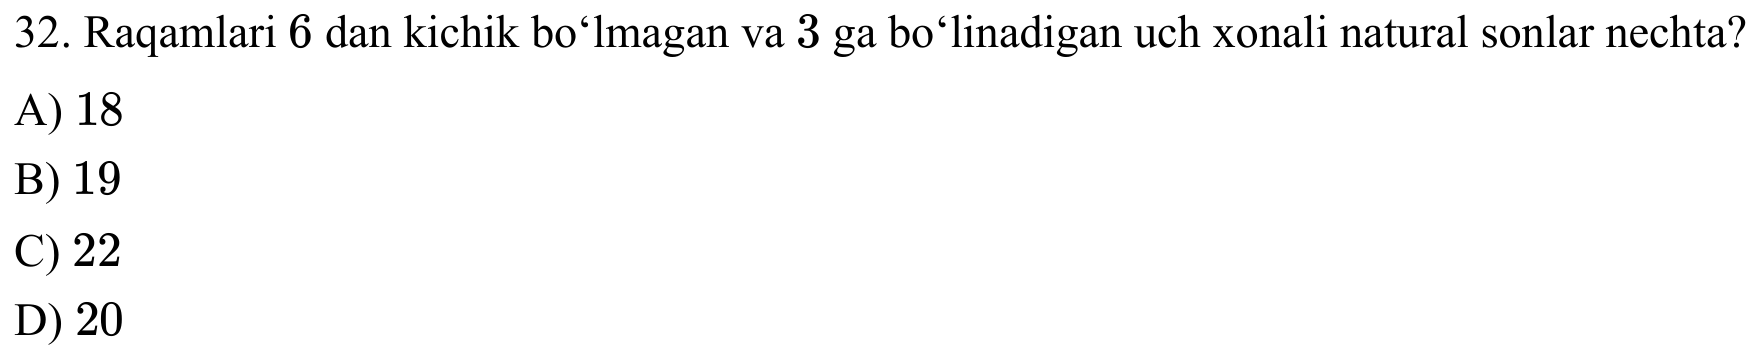 32. Raqamlari 6 dan kichik bo‘lmagan va 3 ga bo‘linadigan uch xonali natural sonlar nechta?
A) 18
B) 19
C) 22
D) 20